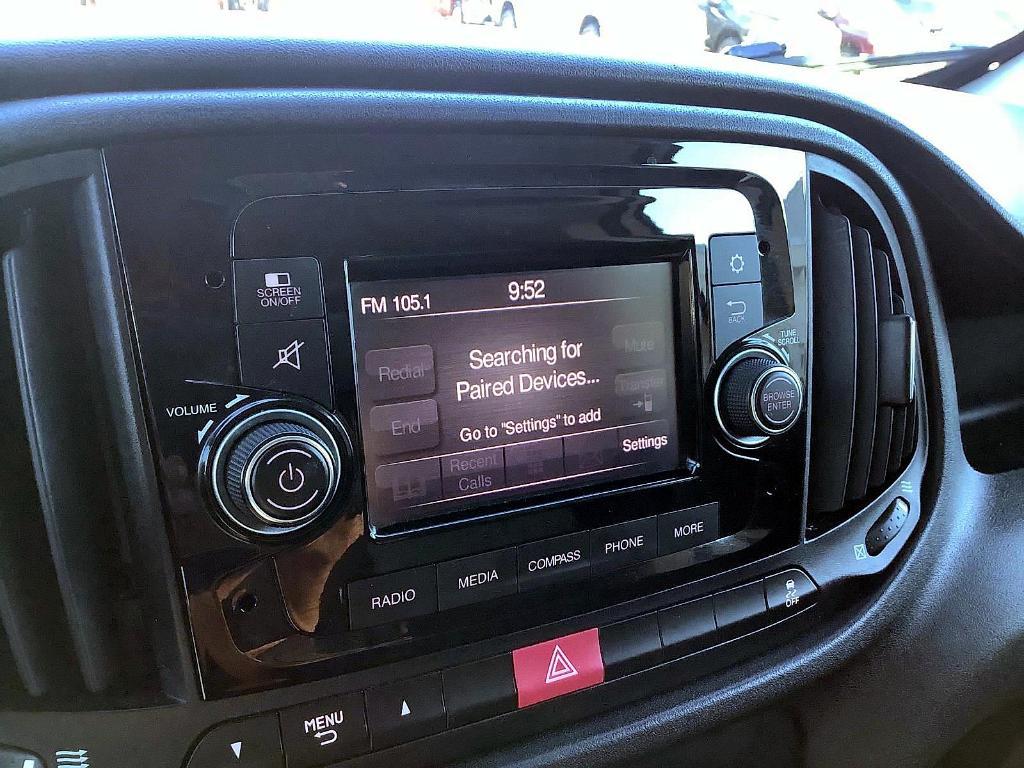 SCREEN
ON/OFF
VOLUME
FM 105.1
9:52
Redial
Searching for
Paired Devices...
Mute
Transfer
End
Go to "Settings" to add
Recent
Calls
Settings
BACK
TUNE
SCROLL
BROWSE
ENTER
RADIO
MEDIA
COMPASS
PHONE
MORE
OFF
MENU